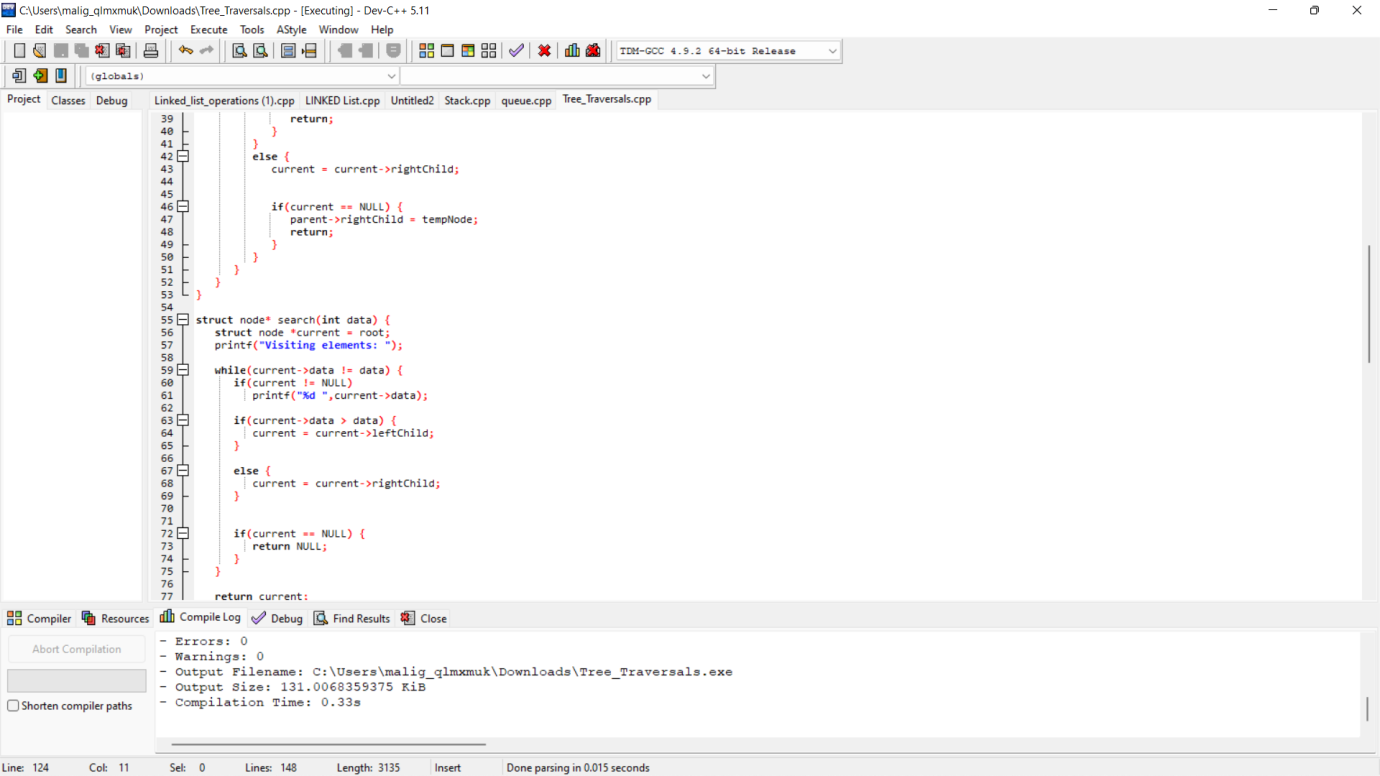 C:\Users\malig_qlmxmuk\Downloads\Tree_Traversals.cpp - [Executing] - Dev-C++ 5.11
File Edit Search View Project Execute Tools AStyle Window Help
TDM-GCC 4.9.2 64-bit Release
(globals)
Project Classes Debug
Linked_list_operations (1).cpp LINKED List.cpp Untitled2 Stack.cpp queue.cpp Tree_Traversals.cpp
39 return;
40 }
41 }
42 else {
43 current = current->rightChild;
44
45
46 if(current == NULL) {
47 parent->rightChild = tempNode;
48 return;
49 }
50 }
51 }
52 }
53 }
54
55 struct node* search(int data) {
56 struct node *current = root;
57 printf("Visiting elements: ");
58
59 while(current->data != data) {
60 if(current != NULL)
61 printf("%d ",current->data);
62
63 if(current->data > data) {
64 current = current->leftChild;
65 }
66
67 else {
68 current = current->rightChild;
69 }
70
71
72 if(current == NULL) {
73 return NULL;
74 }
75 }
76
77 return current;
Compiler Resources Compile Log Debug Find Results Close
Abort Compilation
Shorten compiler paths
- Errors: 0
- Warnings: 0
- Output Filename: C:\Users\malig_qlmxmuk\Downloads\Tree_Traversals.exe
- Output Size: 131.0068359375 KiB
- Compilation Time: 0.33s
Line: 124 Col: 11 Sel: 0 Lines: 148 Length: 3135 Insert Done parsing in 0.015 seconds